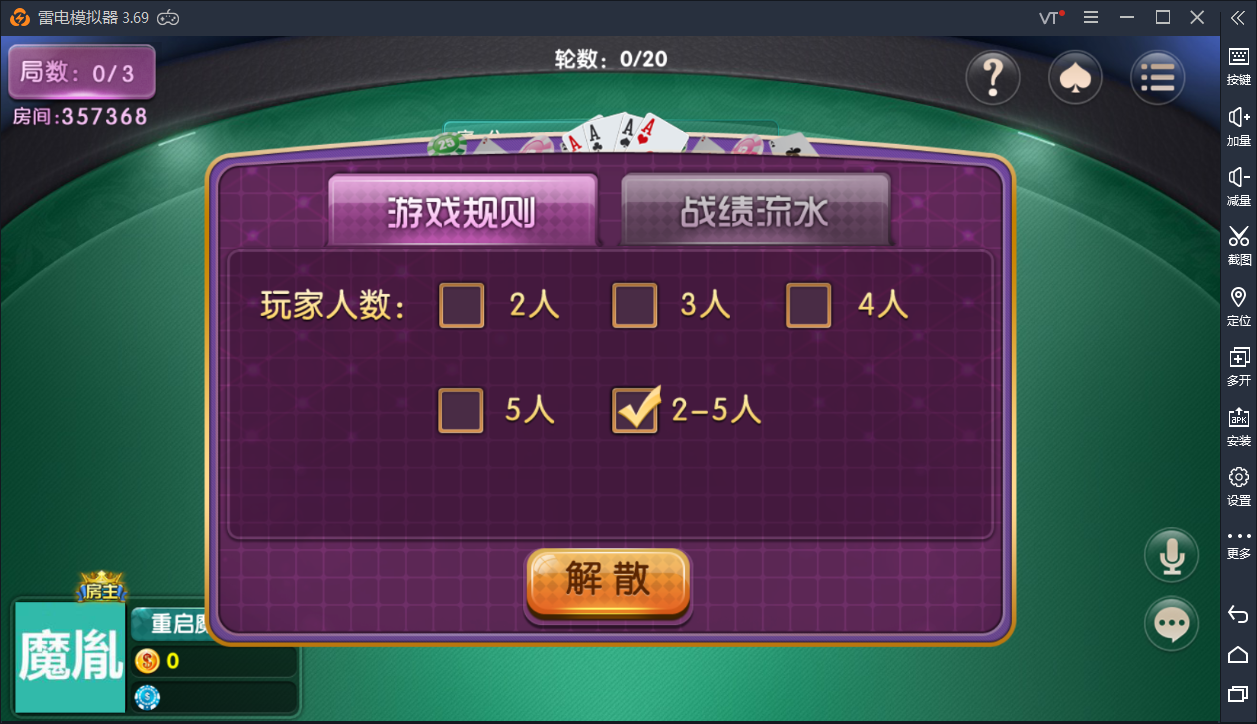 雷电模拟器 3.69
VT
局数：0/3
轮数：0/20
房间:357368
按键
加量
减量
截图
定位
多开
安装
设置
更多
25
A A A A
游戏规则 战绩流水
玩家人数： 2人 3人 4人
5人 2-5人
解散
房主
魔胤
重启魔
0